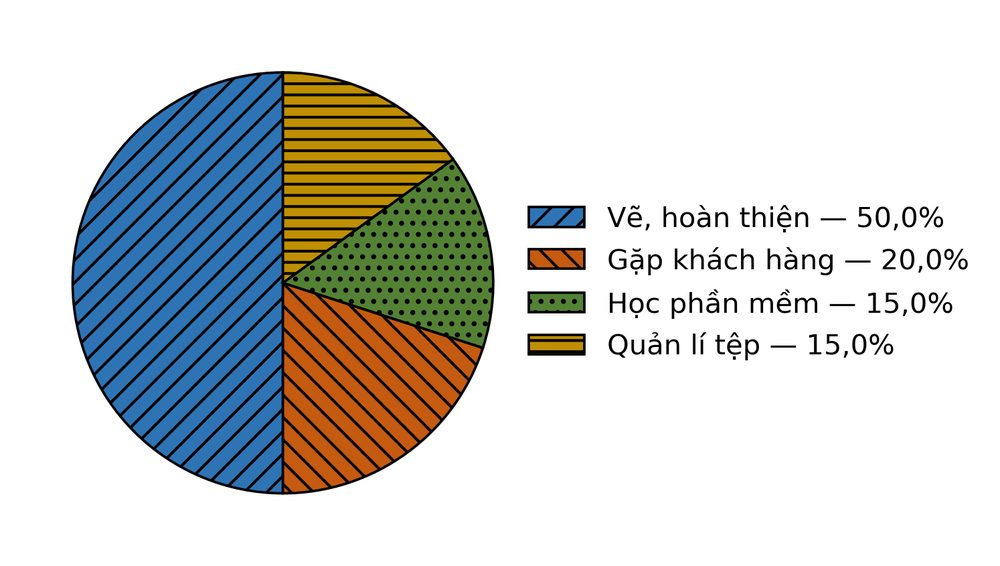 Vẽ, hoàn thiện — 50,0%
Gặp khách hàng — 20,0%
Học phần mềm — 15,0%
Quản lí tệp — 15,0%